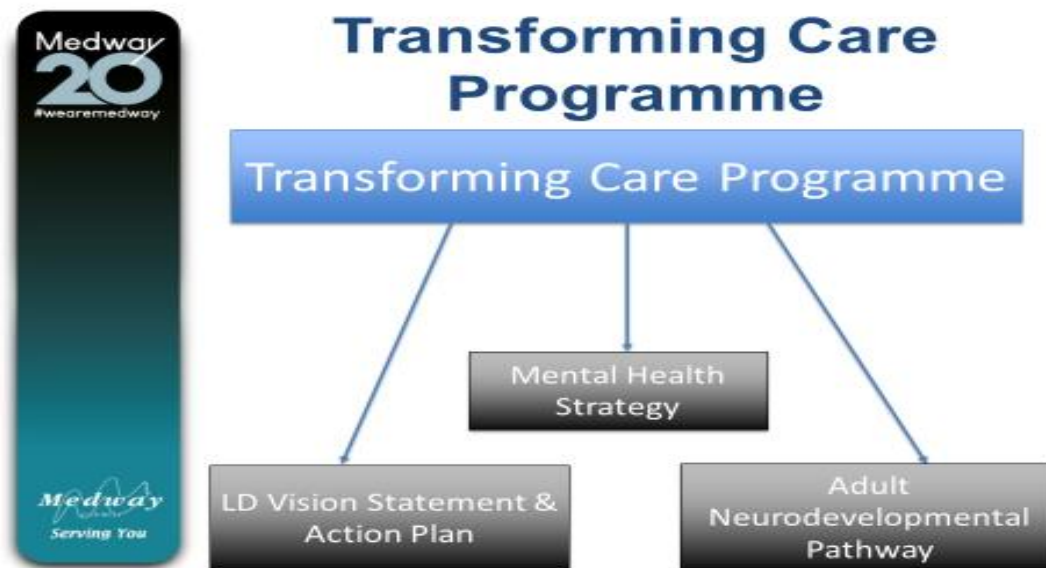 Medway
20
#wearemedway
Transforming Care
Programme
Transforming Care Programme
Mental Health
Strategy
LD Vision Statement &
Action Plan
Adult
Neurodevelopmental
Pathway
Medway
Serving You